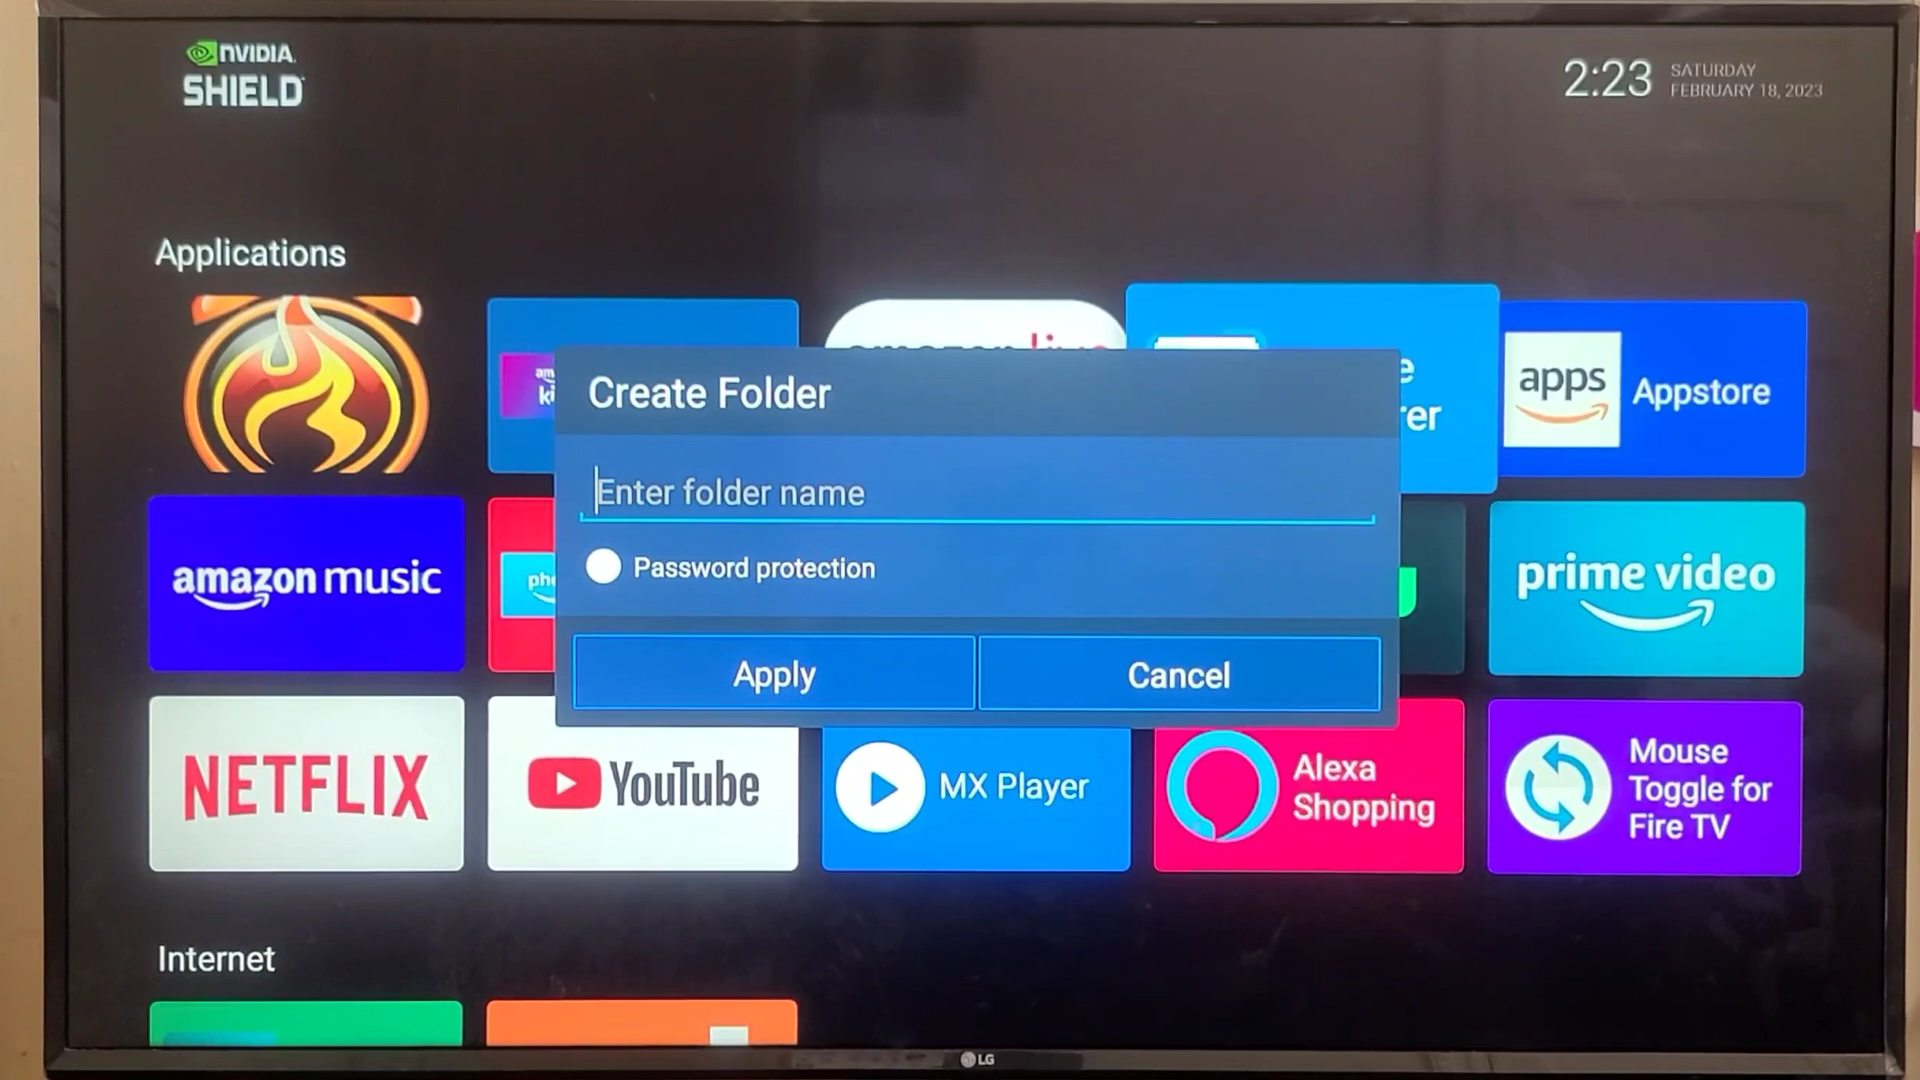 NVIDIA.
SHIELD
2:23
SATURDAY
FEBRUARY 18, 2023
Applications
Create Folder
Enter folder name
Password protection
Apply
Cancel
apps
Appstore
amazon music
prime video
NETFLIX
YouTube
MX Player
Alexa
Shopping
Mouse
Toggle for
Fire TV
Internet
LG